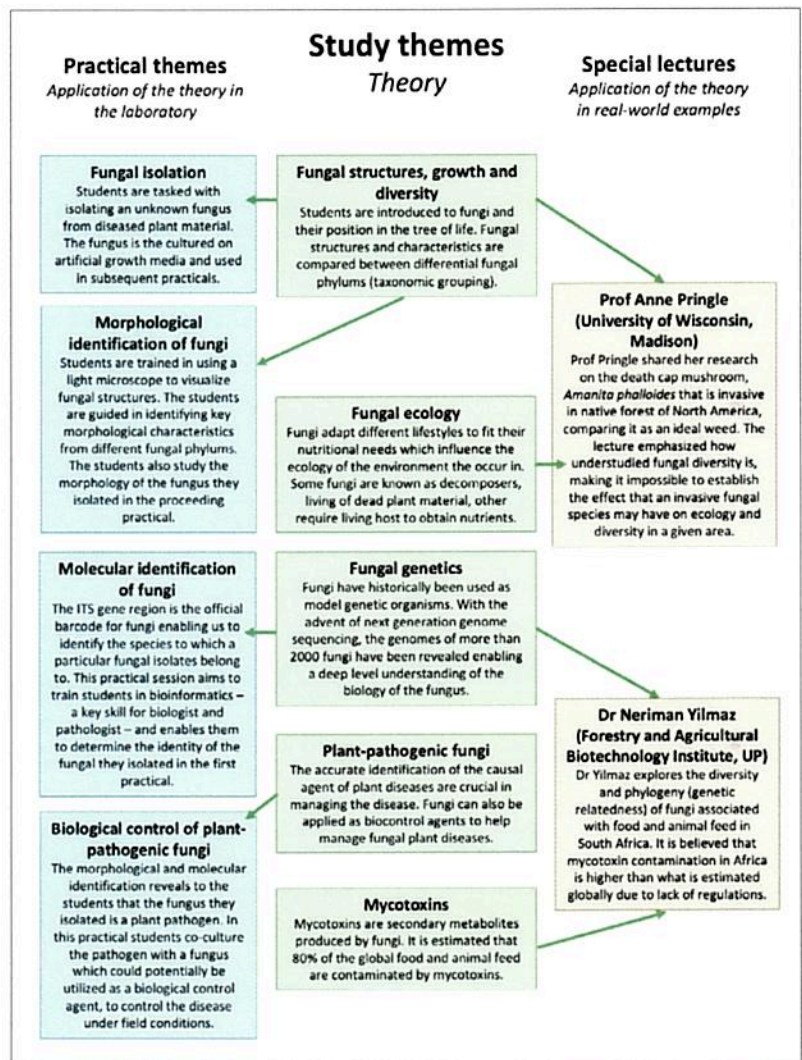 Study themes
Theory
Practical themes
Application of the theory in
the laboratory
Special lectures
Application of the theory
in real-world examples
Fungal isolation
Students are tasked with
isolating an unknown fungus
from diseased plant material.
The fungus is the cultured on
artificial growth media and used
in subsequent practicals.
Morphological
identification of fungi
Students are trained in using a
light microscope to visualize
fungal structures. The students
are guided in identifying key
morphological characteristics
from different fungal phylums.
The students also study the
morphology of the fungus they
isolated in the proceeding
practical.
Molecular identification
of fungi
The ITS gene region is the official
barcode for fungi enabling us to
identify the species to which a
particular fungal isolates belong
to. This practical session aims to
train students in bioinformatics –
a key skill for biologist and
pathologist – and enables them
to determine the identity of the
fungal they isolated in the first
practical.
Biological control of plant-
pathogenic fungi
The morphological and molecular
identification reveals to the
students that the fungus they
isolated is a plant pathogen. In
this practical students co-culture
the pathogen with a fungus
which could potentially be
utilized as a biological control
agent, to control the disease
under field conditions.
Fungal structures, growth and
diversity
Students are introduced to fungi and
their position in the tree of life. Fungal
structures and characteristics are
compared between differential fungal
phylums (taxonomic grouping).
Fungal ecology
Fungi adapt different lifestyles to fit their
nutritional needs which influence the
ecology of the environment the occur in.
Some fungi are known as decomposers,
living of dead plant material, other
require living host to obtain nutrients.
Fungal genetics
Fungi have historically been used as
model genetic organisms. With the
advent of next generation genome
sequencing, the genomes of more than
2000 fungi have been revealed enabling
a deep level understanding of the
biology of the fungus.
Plant-pathogenic fungi
The accurate identification of the causal
agent of plant diseases are crucial in
managing the disease. Fungi can also be
applied as biocontrol agents to help
manage fungal plant diseases.
Mycotoxins
Mycotoxins are secondary metabolites
produced by fungi. It is estimated that
80% of the global food and animal feed
are contaminated by mycotoxins.
Prof Anne Pringle
(University of Wisconsin,
Madison)
Prof Pringle shared her research
on the death cap mushroom,
Amanita phalloides that is invasive
in native forest of North America,
comparing it as an ideal weed. The
lecture emphasized how
understudied fungal diversity is,
making it impossible to establish
the effect that an invasive fungal
species may have on ecology and
diversity in a given area.
Dr Neriman Yilmaz
(Forestry and Agricultural
Biotechnology Institute, UP)
Dr Yilmaz explores the diversity
and phylogeny (genetic
relatedness) of fungi associated
with food and animal feed in
South Africa. It is believed that
mycotoxin contamination in Africa
is higher than what is estimated
globally due to lack of regulations.